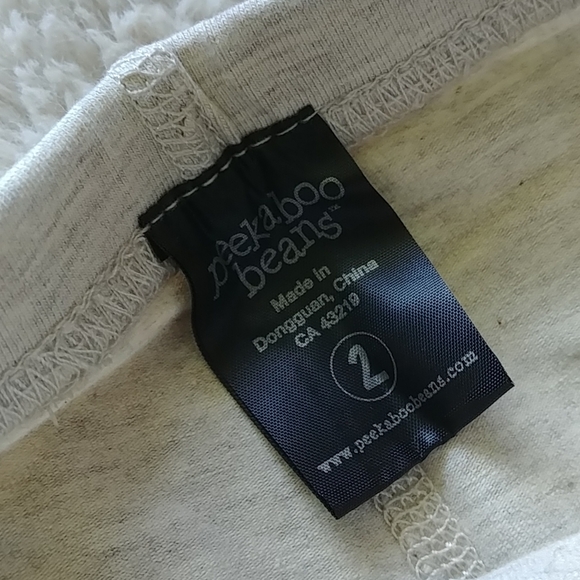 peekaboo
beans™
Made in
Dongguan, China
CA 43219
2
www.peekaboobeans.com